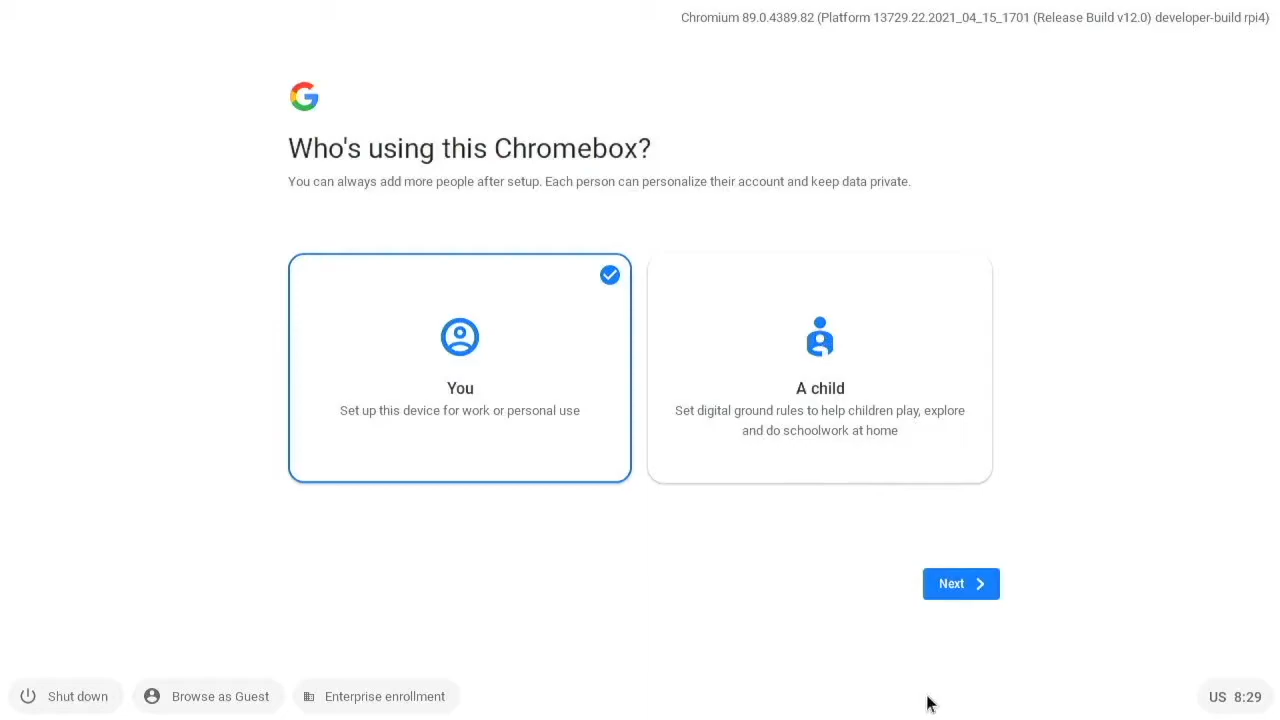 Chromium 89.0.4389.82 (Platform 13729.22.2021_04_15_1701 (Release Build v12.0) developer-build rpi4)
Who's using this Chromebox?
You can always add more people after setup. Each person can personalize their account and keep data private.
You
Set up this device for work or personal use
A child
Set digital ground rules to help children play, explore
and do schoolwork at home
Next
Shut down
Browse as Guest
Enterprise enrollment
US 8:29